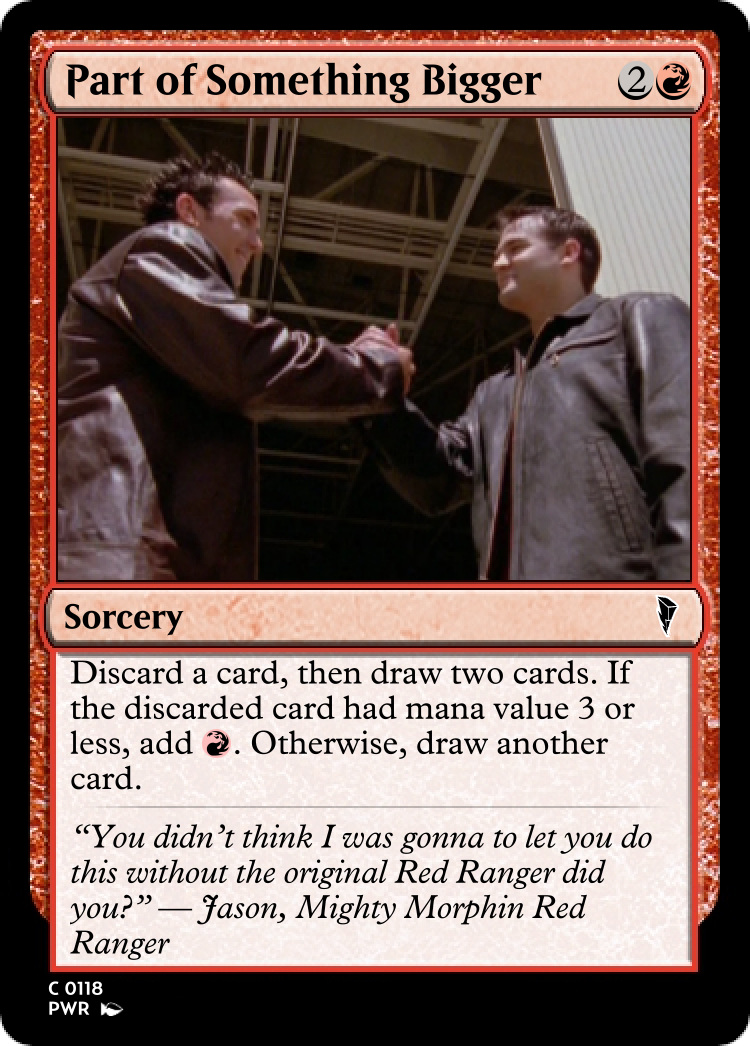 Part of Something Bigger 2
Sorcery
Discard a card, then draw two cards. If
the discarded card had mana value 3 or
less, add . Otherwise, draw another
card.
“You didn’t think I was gonna to let you do
this without the original Red Ranger did
you?” — Jason, Mighty Morphin Red
Ranger
C 0118
PWR